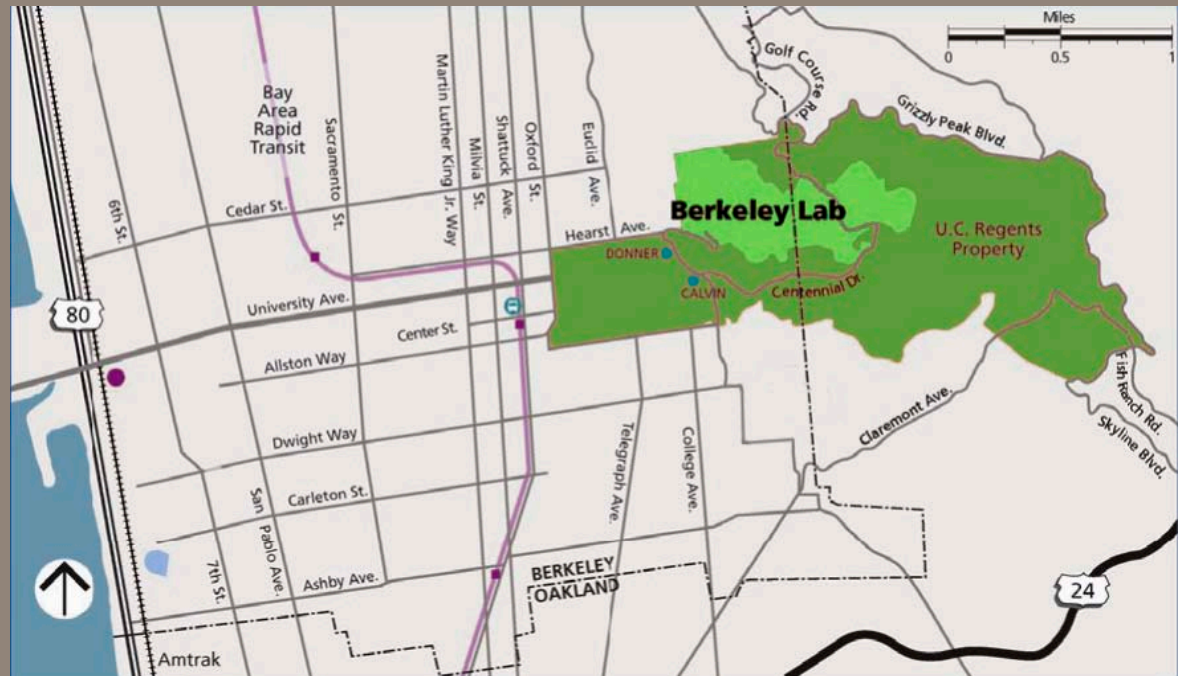 Miles
0
0.5
1
Golf Course Rd.
Grizzly Peak Blvd.
Bay
Area
Rapid
Transit
Sacramento St.
Martin Luther King Jr. Way
Milvia St.
Shattuck Ave.
Oxford St.
Euclid Ave.
6th St.
Cedar St.
Hearst Ave.
Berkeley Lab
U.C. Regents
Property
DONNER
CALVIN
Centennial Dr.
University Ave.
80
Center St.
Allston Way
Claremont Ave.
Fish Ranch Rd.
Skyline Blvd.
Dwight Way
Telegraph Ave.
College Ave.
Carleton St.
San Pablo Ave.
7th St.
Ashby Ave.
BERKELEY
OAKLAND
24
Amtrak